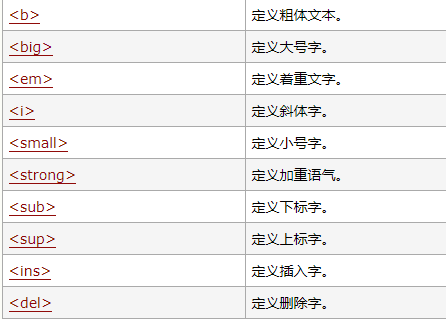 <b> 定义粗体文本。
<big> 定义大号字。
<em> 定义着重文字。
<i> 定义斜体字。
<small> 定义小号字。
<strong> 定义加重语气。
<sub> 定义下标字。
<sup> 定义上标字。
<ins> 定义插入字。
<del> 定义删除字。